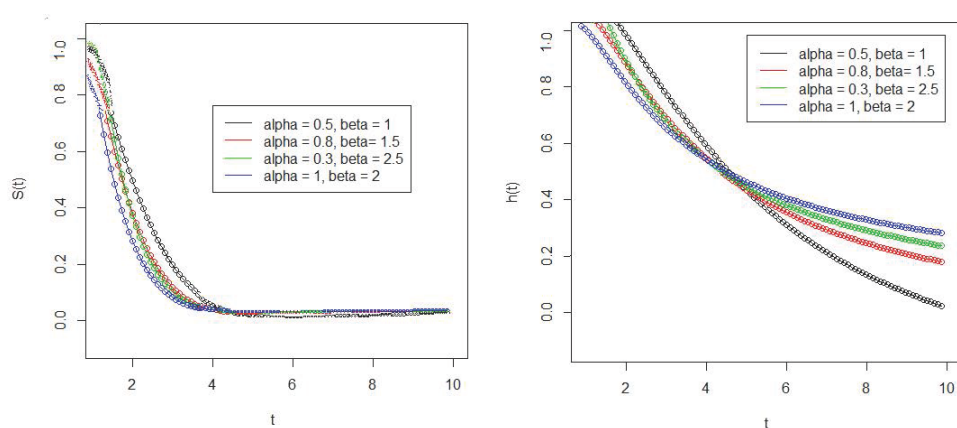 S(t)
1.0
0.8
0.6
0.4
0.2
0.0
alpha = 0.5, beta = 1
alpha = 0.8, beta= 1.5
alpha = 0.3, beta = 2.5
alpha = 1, beta = 2
2 4 6 8 10
t
h(t)
1.0
0.8
0.6
0.4
0.2
0.0
alpha = 0.5, beta = 1
alpha = 0.8, beta= 1.5
alpha = 0.3, beta = 2.5
alpha = 1, beta = 2
2 4 6 8 10
t